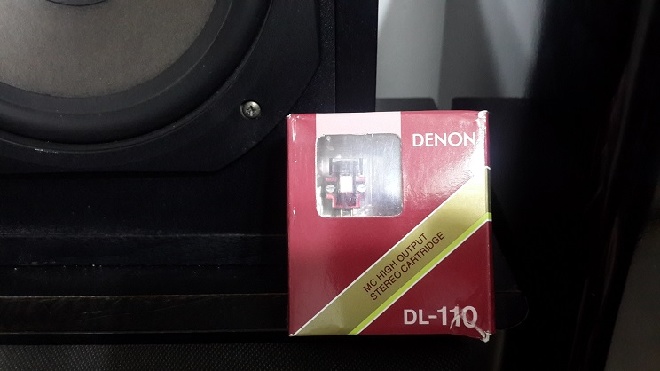 DENON
MC HIGH OUTPUT
STEREO CARTRIDGE
DL-110